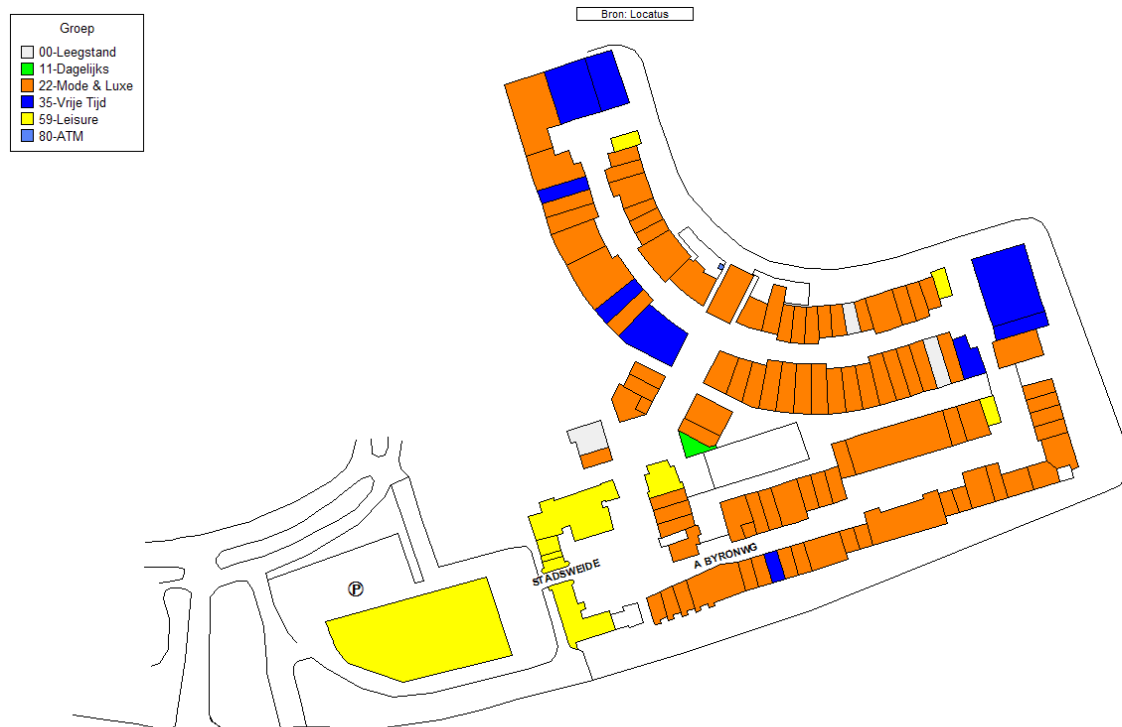 Bron: Locatus
Groep
00-Leegstand
11-Dagelijks
22-Mode & Luxe
35-Vrije Tijd
59-Leisure
80-ATM
A BYRONWG
STADSWEIDE
P